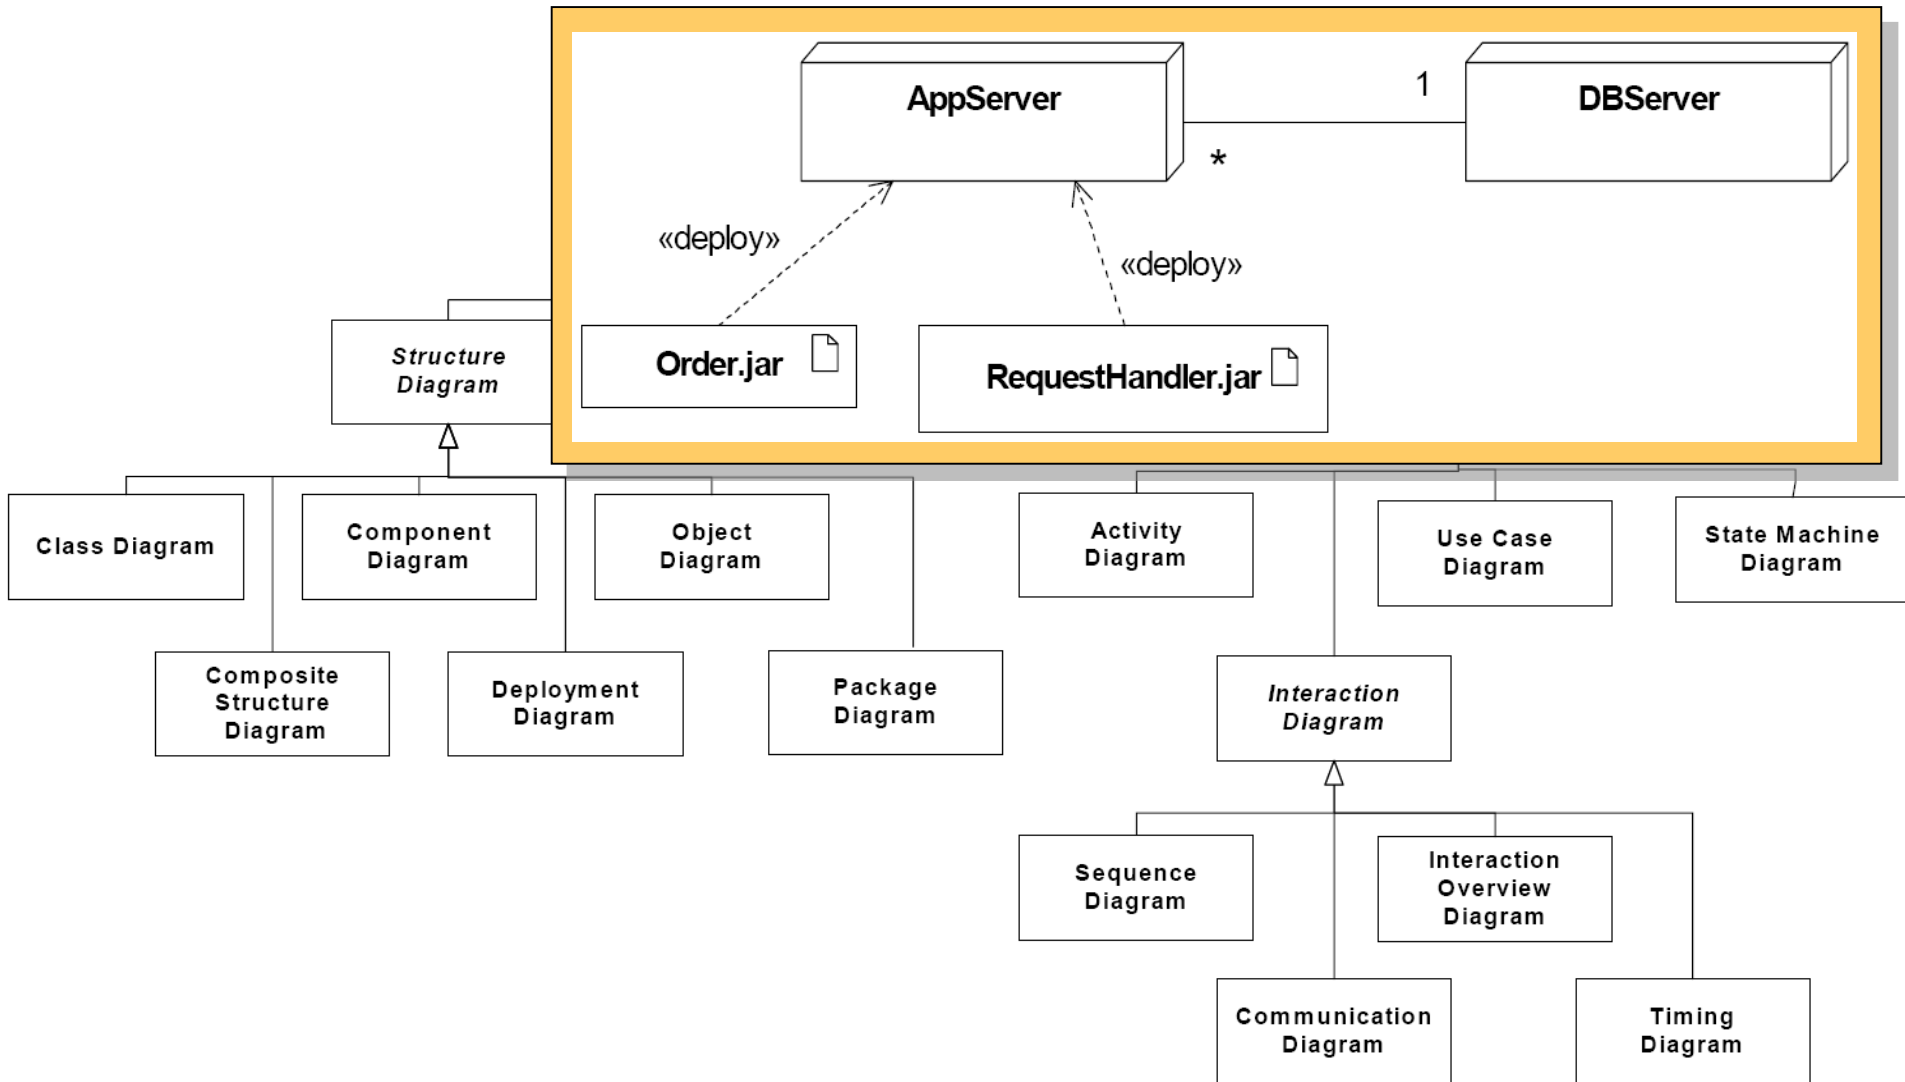 AppServer
1
DBServer
*
«deploy»
«deploy»
Order.jar
RequestHandler.jar
Structure
Diagram
Class Diagram
Component
Diagram
Object
Diagram
Activity
Diagram
Use Case
Diagram
State Machine
Diagram
Composite
Structure
Diagram
Deployment
Diagram
Package
Diagram
Interaction
Diagram
Sequence
Diagram
Interaction
Overview
Diagram
Communication
Diagram
Timing
Diagram